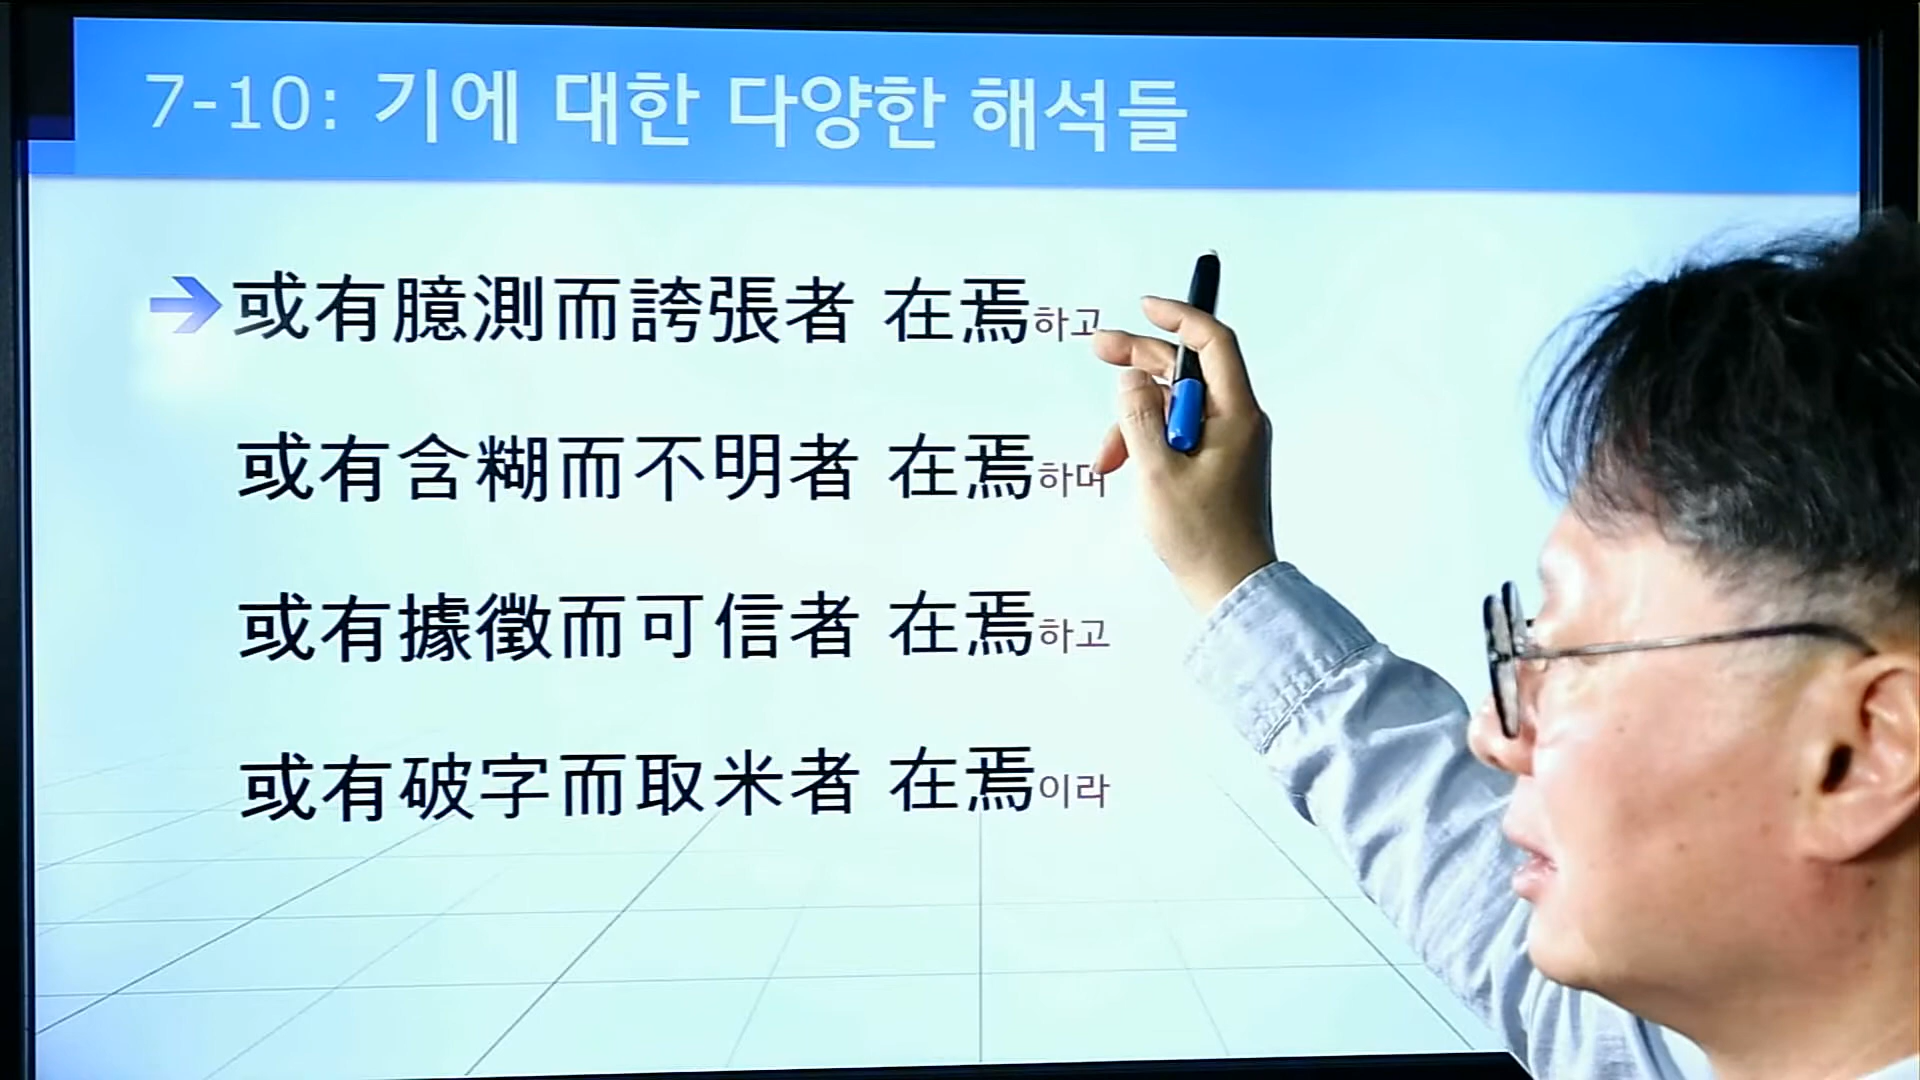 7-10: 기에 대한 다양한 해석들
或有臆測而誇張者 在焉하고
或有含糊而不明者 在焉하며
或有據徵而可信者 在焉하고
或有破字而取米者 在焉이라